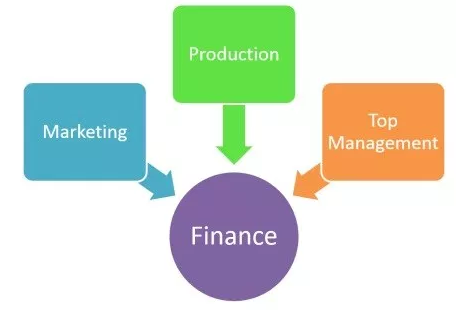 Production
Marketing
Top
Management
Finance